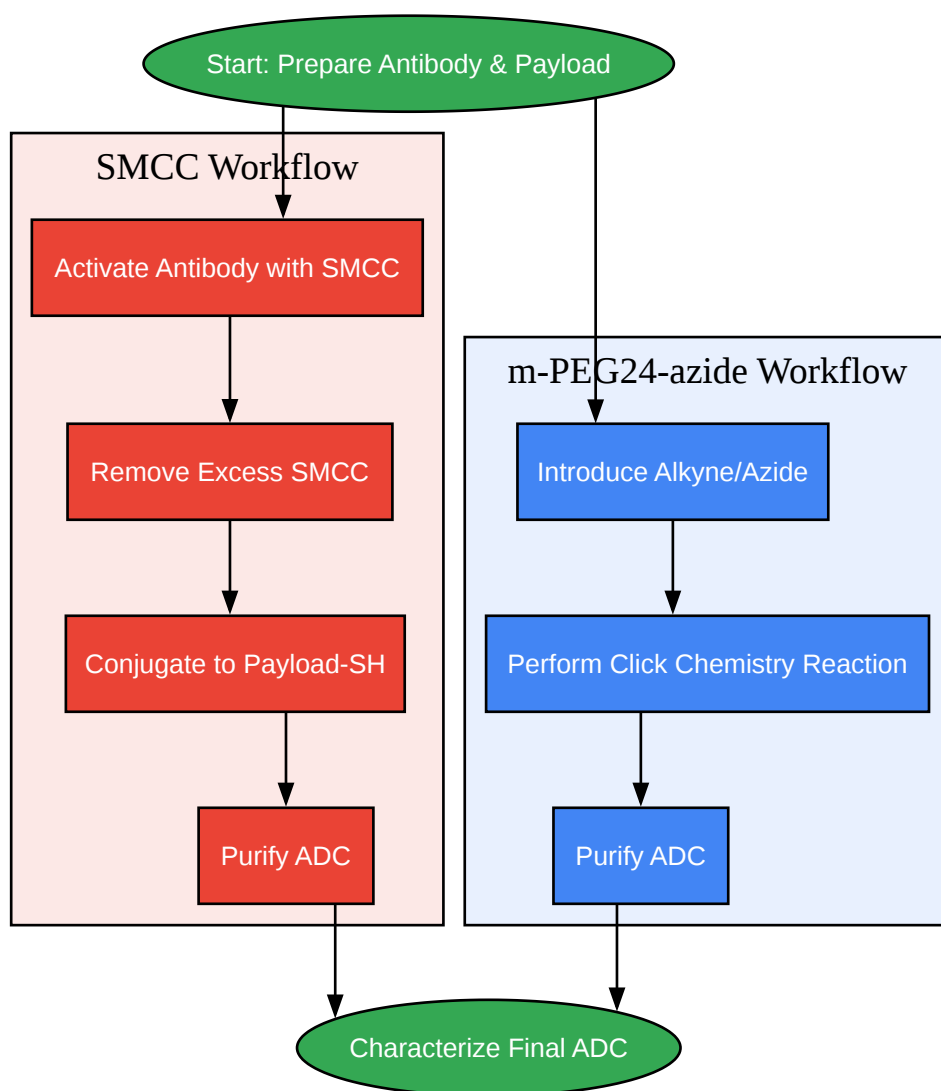 Start: Prepare Antibody & Payload
SMCC Workflow
Activate Antibody with SMCC
Remove Excess SMCC
Conjugate to Payload-SH
Purify ADC
m-PEG24-azide Workflow
Introduce Alkyne/Azide
Perform Click Chemistry Reaction
Purify ADC
Characterize Final ADC